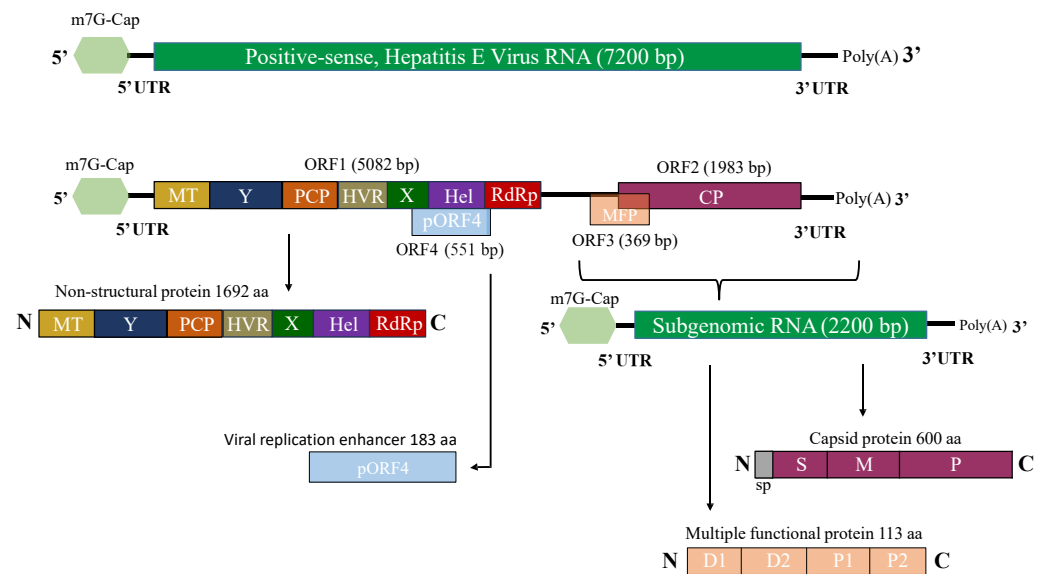 m7G-Cap
5’ Positive-sense, Hepatitis E Virus RNA (7200 bp) Poly(A) 3’
5’UTR 3’UTR
m7G-Cap ORF1 (5082 bp) ORF2 (1983 bp)
5’ MT Y PCP HVR X Hel RdRp CP Poly(A) 3’
pORF4 MFP
5’UTR ORF4 (551 bp) ORF3 (369 bp) 3’UTR
Non-structural protein 1692 aa
N MT Y PCP HVR X Hel RdRp C
m7G-Cap
5’ Subgenomic RNA (2200 bp) Poly(A) 3’
5’ UTR 3’UTR
Viral replication enhancer 183 aa
pORF4
Capsid protein 600 aa
N S M P C
sp
Multiple functional protein 113 aa
N D1 D2 P1 P2 C